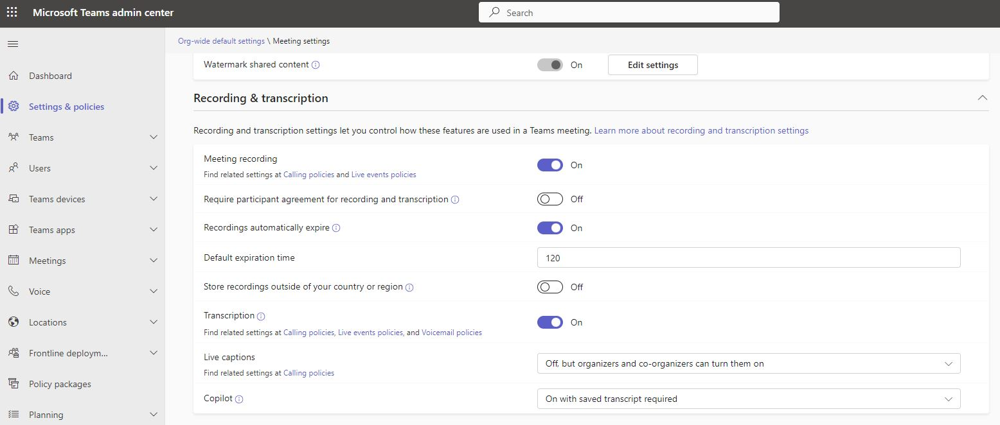 Microsoft Teams admin center
Search
Org-wide default settings \ Meeting settings
Dashboard
Settings & policies
Teams
Users
Teams devices
Teams apps
Meetings
Voice
Locations
Frontline deploym...
Policy packages
Planning
Watermark shared content
On
Edit settings
Recording & transcription
Recording and transcription settings let you control how these features are used in a Teams meeting. Learn more about recording and transcription settings
Meeting recording
Find related settings at Calling policies and Live events policies
On
Require participant agreement for recording and transcription
Off
Recordings automatically expire
On
Default expiration time
120
Store recordings outside of your country or region
Off
Transcription
Find related settings at Calling policies, Live events policies, and Voicemail policies
On
Live captions
Find related settings at Calling policies
Off, but organizers and co-organizers can turn them on
Copilot
On with saved transcript required